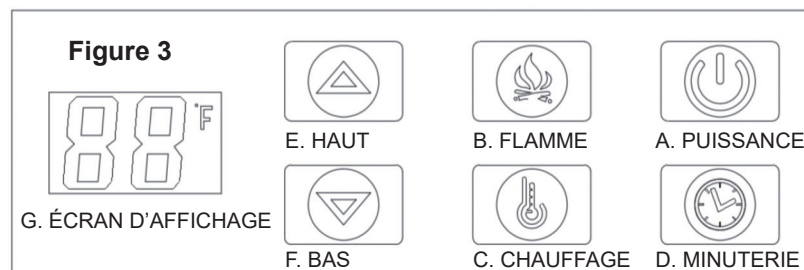 Figure 3
88 °F
G. ÉCRAN D’AFFICHAGE
E. HAUT
B. FLAMME
A. PUISSANCE
F. BAS
C. CHAUFFAGE
D. MINUTERIE